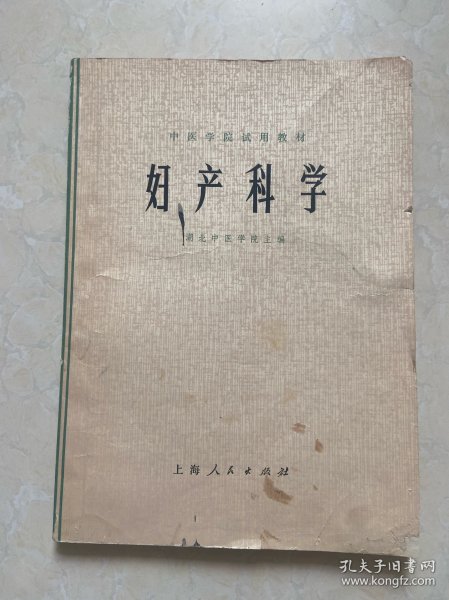 中医学院试用教材
妇产科学
湖北中医学院主编
上海人民出版社
孔夫子旧书网
www.kongfz.com